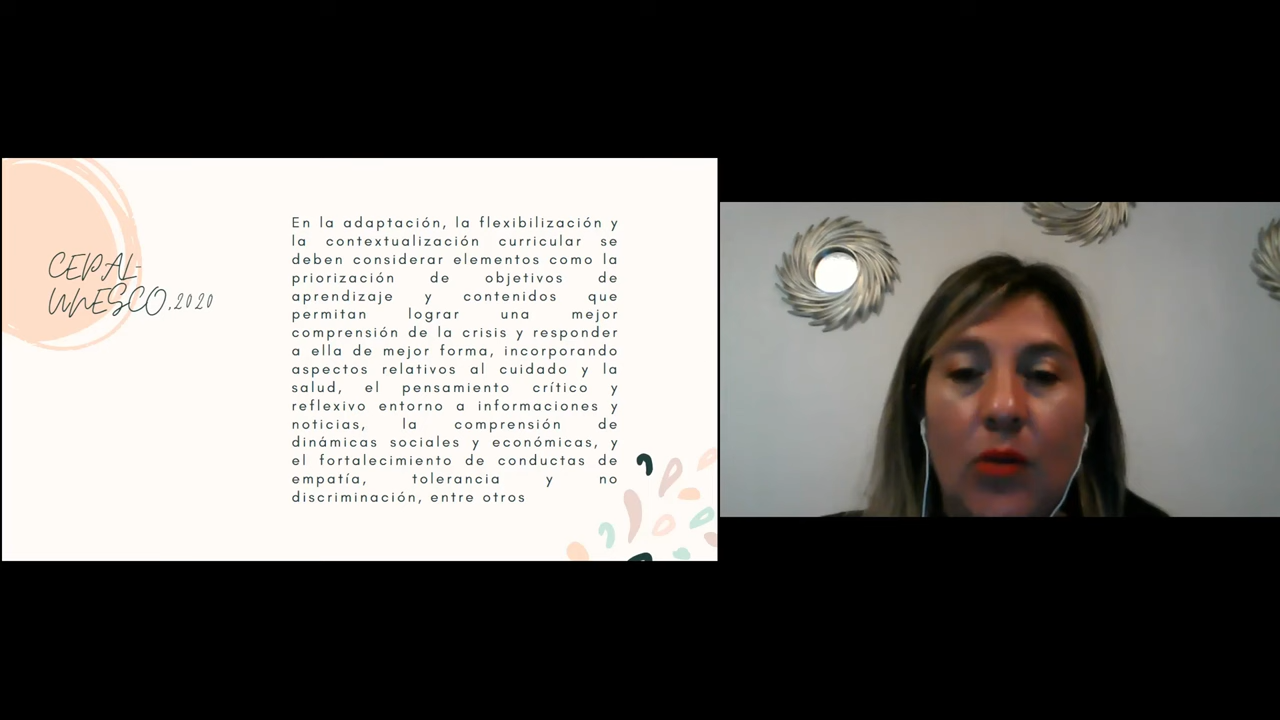 CEPAL-
UNESCO,2020
En la adaptación, la flexibilización y
la contextualización curricular se
deben considerar elementos como la
priorización de objetivos de
aprendizaje y contenidos que
permitan lograr una mejor
comprensión de la crisis y responder
a ella de mejor forma, incorporando
aspectos relativos al cuidado y la
salud, el pensamiento crítico y
reflexivo entorno a informaciones y
noticias, la comprensión de
dinámicas sociales y económicas, y
el fortalecimiento de conductas de
empatía, tolerancia y no
discriminación, entre otros